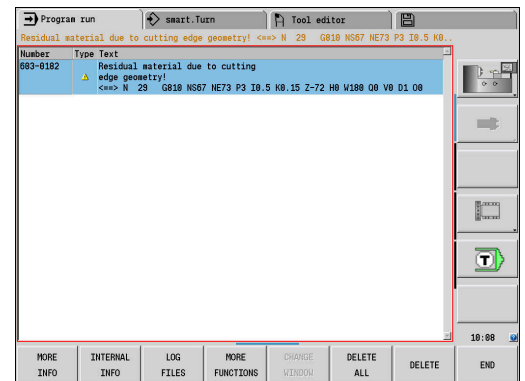 Program run
smart.Turn
Tool editor
Residual material due to cutting edge geometry! <==> N 29 G810 NS67 NE73 P3 I0.5 K0..
Number Type Text
603-0182 Residual material due to cutting
edge geometry!
<==> N 29 G810 NS67 NE73 P3 I0.5 K0.15 Z-72 H0 W180 Q0 V0 D1 O0
T
10:08
MORE INFO
INTERNAL INFO
LOG FILES
MORE FUNCTIONS
CHANGE WINDOW
DELETE ALL
DELETE
END